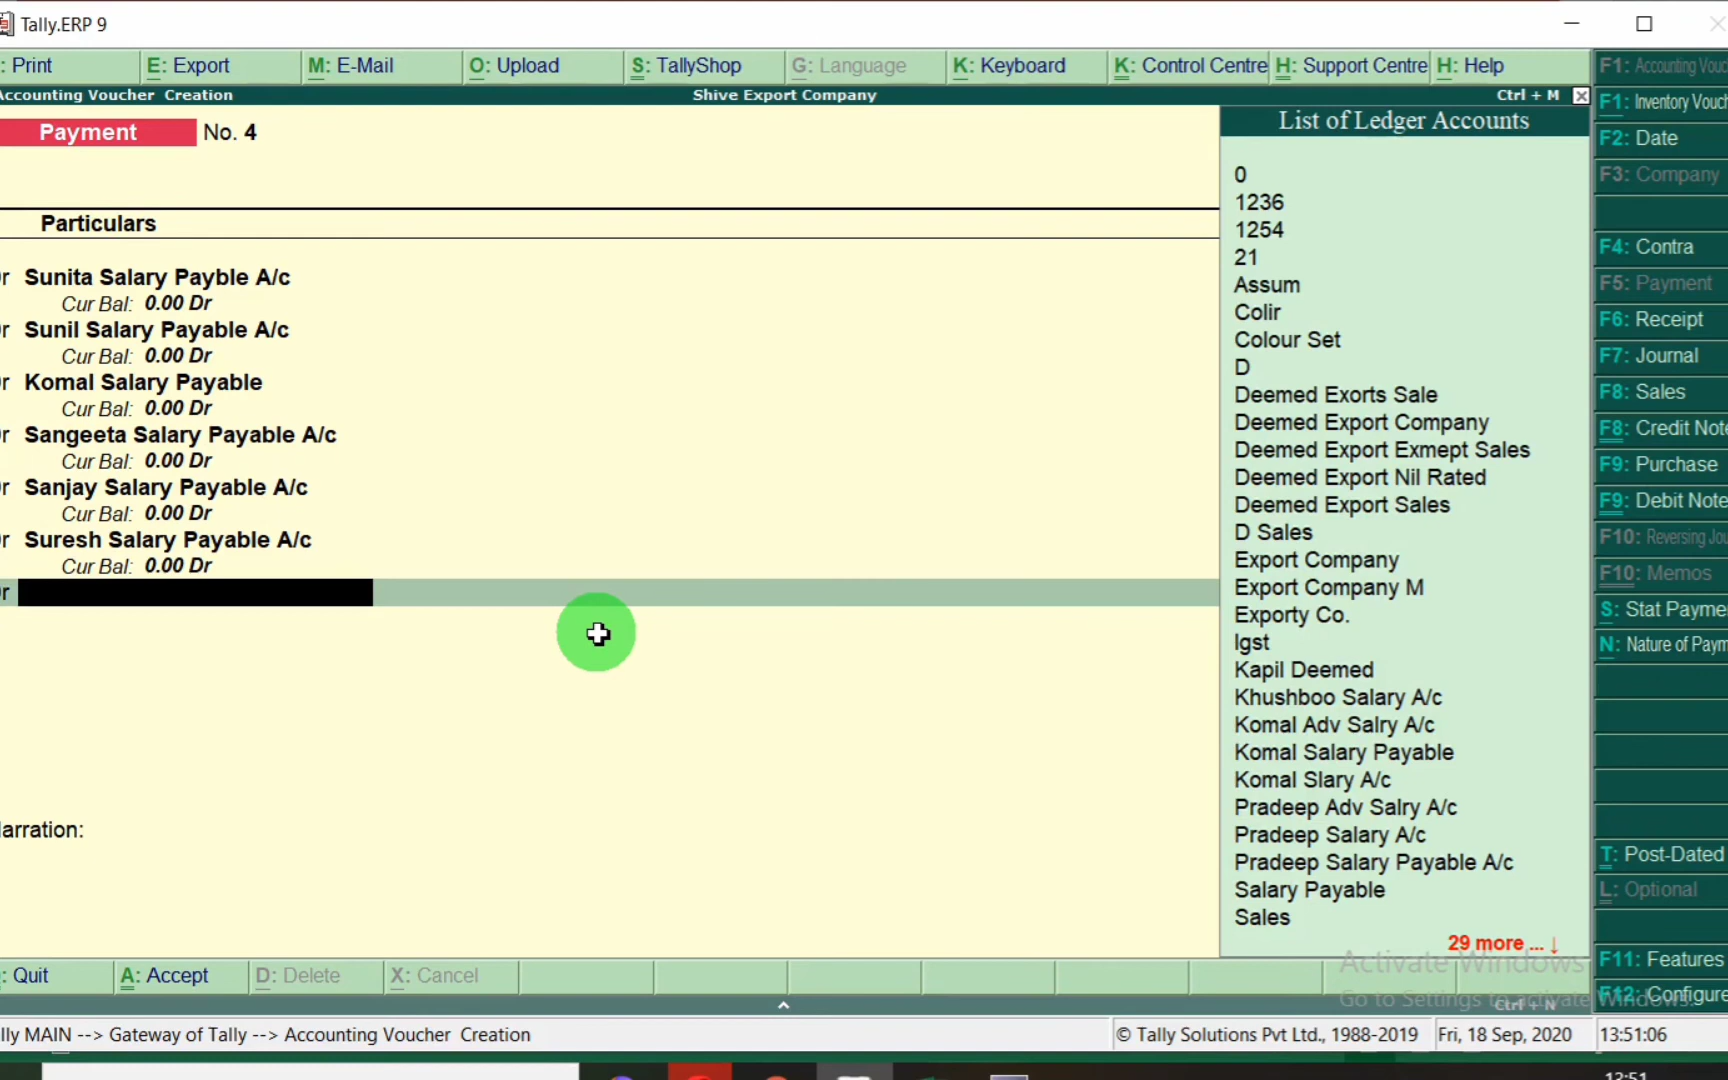 Tally.ERP 9
: Print E: Export M: E-Mail O: Upload S: TallyShop G: Language K: Keyboard K: Control Centre H: Support Centre H: Help
Accounting Voucher Creation Shive Export Company Ctrl + M
Payment No. 4
Particulars
r Sunita Salary Payble A/c
Cur Bal: 0.00 Dr
r Sunil Salary Payable A/c
Cur Bal: 0.00 Dr
r Komal Salary Payable
Cur Bal: 0.00 Dr
r Sangeeta Salary Payable A/c
Cur Bal: 0.00 Dr
r Sanjay Salary Payable A/c
Cur Bal: 0.00 Dr
r Suresh Salary Payable A/c
Cur Bal: 0.00 Dr
r
arration:
List of Ledger Accounts
0
1236
1254
21
Assum
Colir
Colour Set
D
Deemed Exorts Sale
Deemed Export Company
Deemed Export Exmept Sales
Deemed Export Nil Rated
Deemed Export Sales
D Sales
Export Company
Export Company M
Exporty Co.
Igst
Kapil Deemed
Khushboo Salary A/c
Komal Adv Salry A/c
Komal Salary Payable
Komal Slary A/c
Pradeep Adv Salry A/c
Pradeep Salary A/c
Pradeep Salary Payable A/c
Salary Payable
Sales
29 more ... ↓
F1: Accounting Vouc
F1: Inventory Vouch
F2: Date
F3: Company
F4: Contra
F5: Payment
F6: Receipt
F7: Journal
F8: Sales
F8: Credit Note
F9: Purchase
F9: Debit Note
F10: Reversing Jou
F10: Memos
S: Stat Payme
N: Nature of Paym
T: Post-Dated
L: Optional
F11: Features
F12: Configure
Activate Windows
Go to Settings to activate Windows.
: Quit A: Accept D: Delete X: Cancel
Ctrl + N
lly MAIN --> Gateway of Tally --> Accounting Voucher Creation © Tally Solutions Pvt Ltd., 1988-2019 Fri, 18 Sep, 2020 13:51:06
13:51